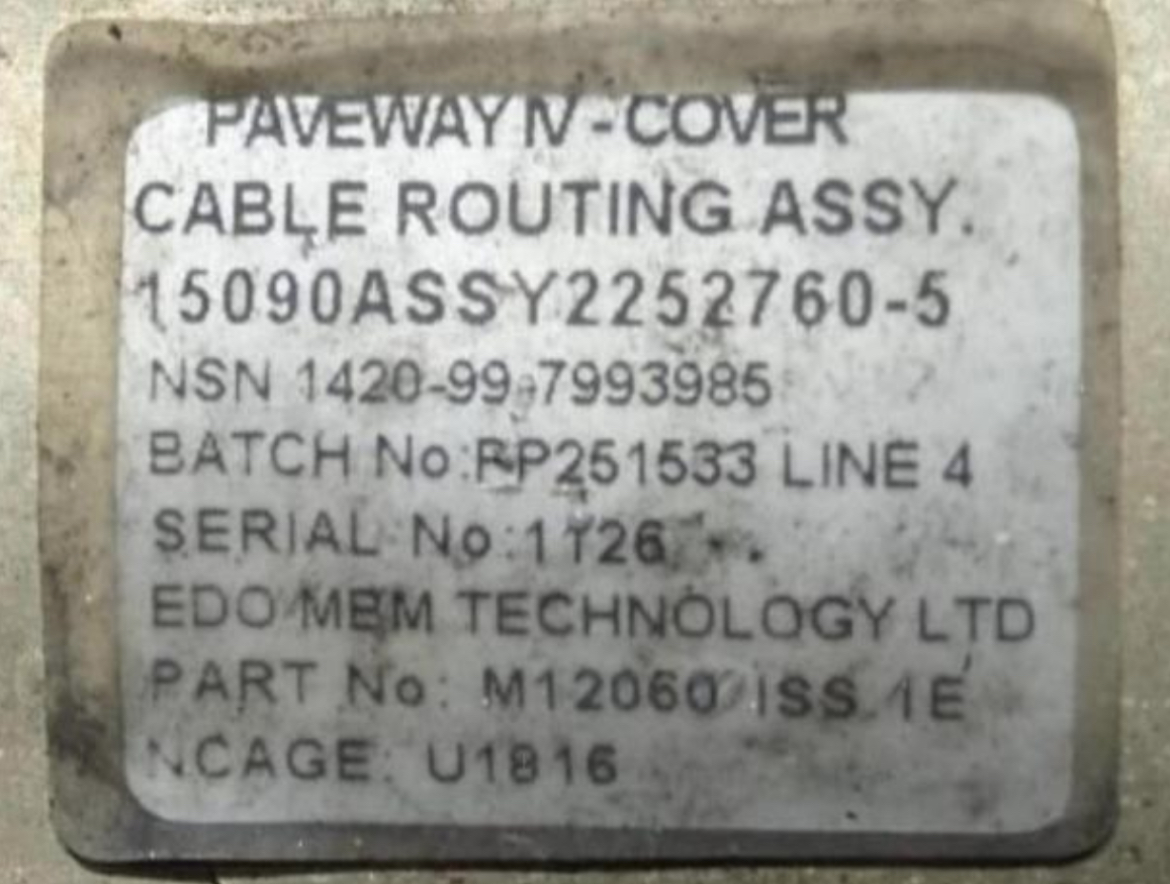 PAVEWAY IV - COVER
CABLE ROUTING ASSY.
15090ASSY2252760-5
NSN 1420-99-7993985
BATCH No:RP251533 LINE 4
SERIAL No:1126
EDO MBM TECHNOLOGY LTD
PART No: M12060 ISS 1E
NCAGE: U1816